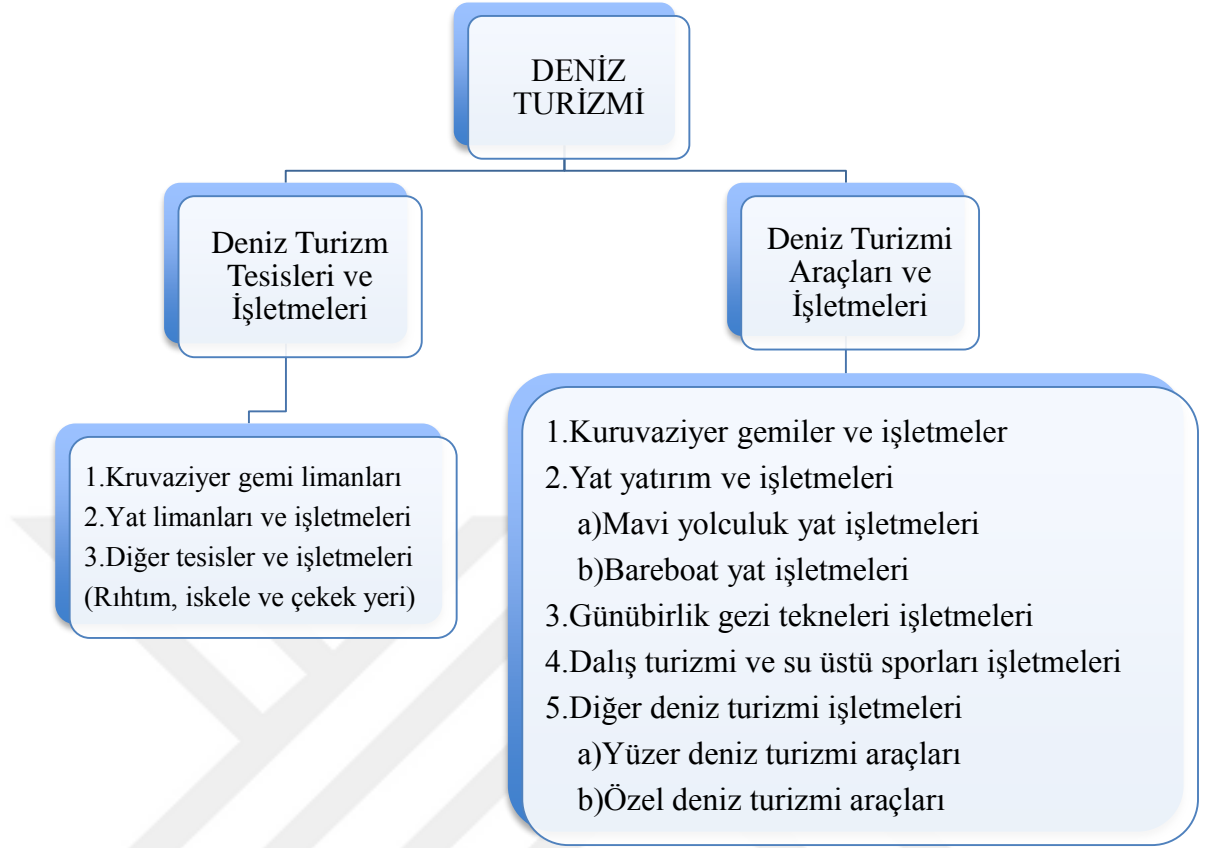 DENİZ
TURİZMİ
Deniz Turizm
Tesisleri ve
İşletmeleri
Deniz Turizmi
Araçları ve
İşletmeleri
1.Kruvaziyer gemi limanları
2.Yat limanları ve işletmeleri
3.Diğer tesisler ve işletmeleri
(Rıhtım, iskele ve çekek yeri)
1.Kuruvaziyer gemiler ve işletmeler
2.Yat yatırım ve işletmeleri
a)Mavi yolculuk yat işletmeleri
b)Bareboat yat işletmeleri
3.Günübirlik gezi tekneleri işletmeleri
4.Dalış turizmi ve su üstü sporları işletmeleri
5.Diğer deniz turizmi işletmeleri
a)Yüzer deniz turizmi araçları
b)Özel deniz turizmi araçları